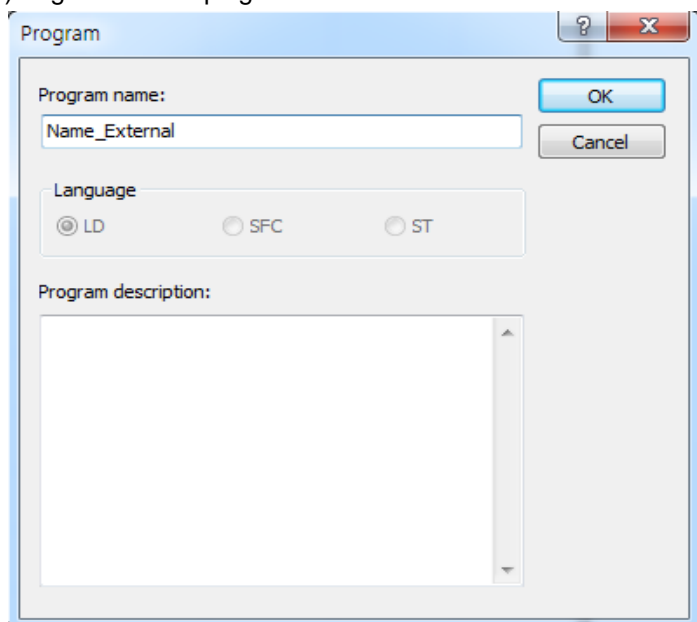 Program
Program name:
OK
Name_External
Cancel
Language
LD SFC ST
Program description: